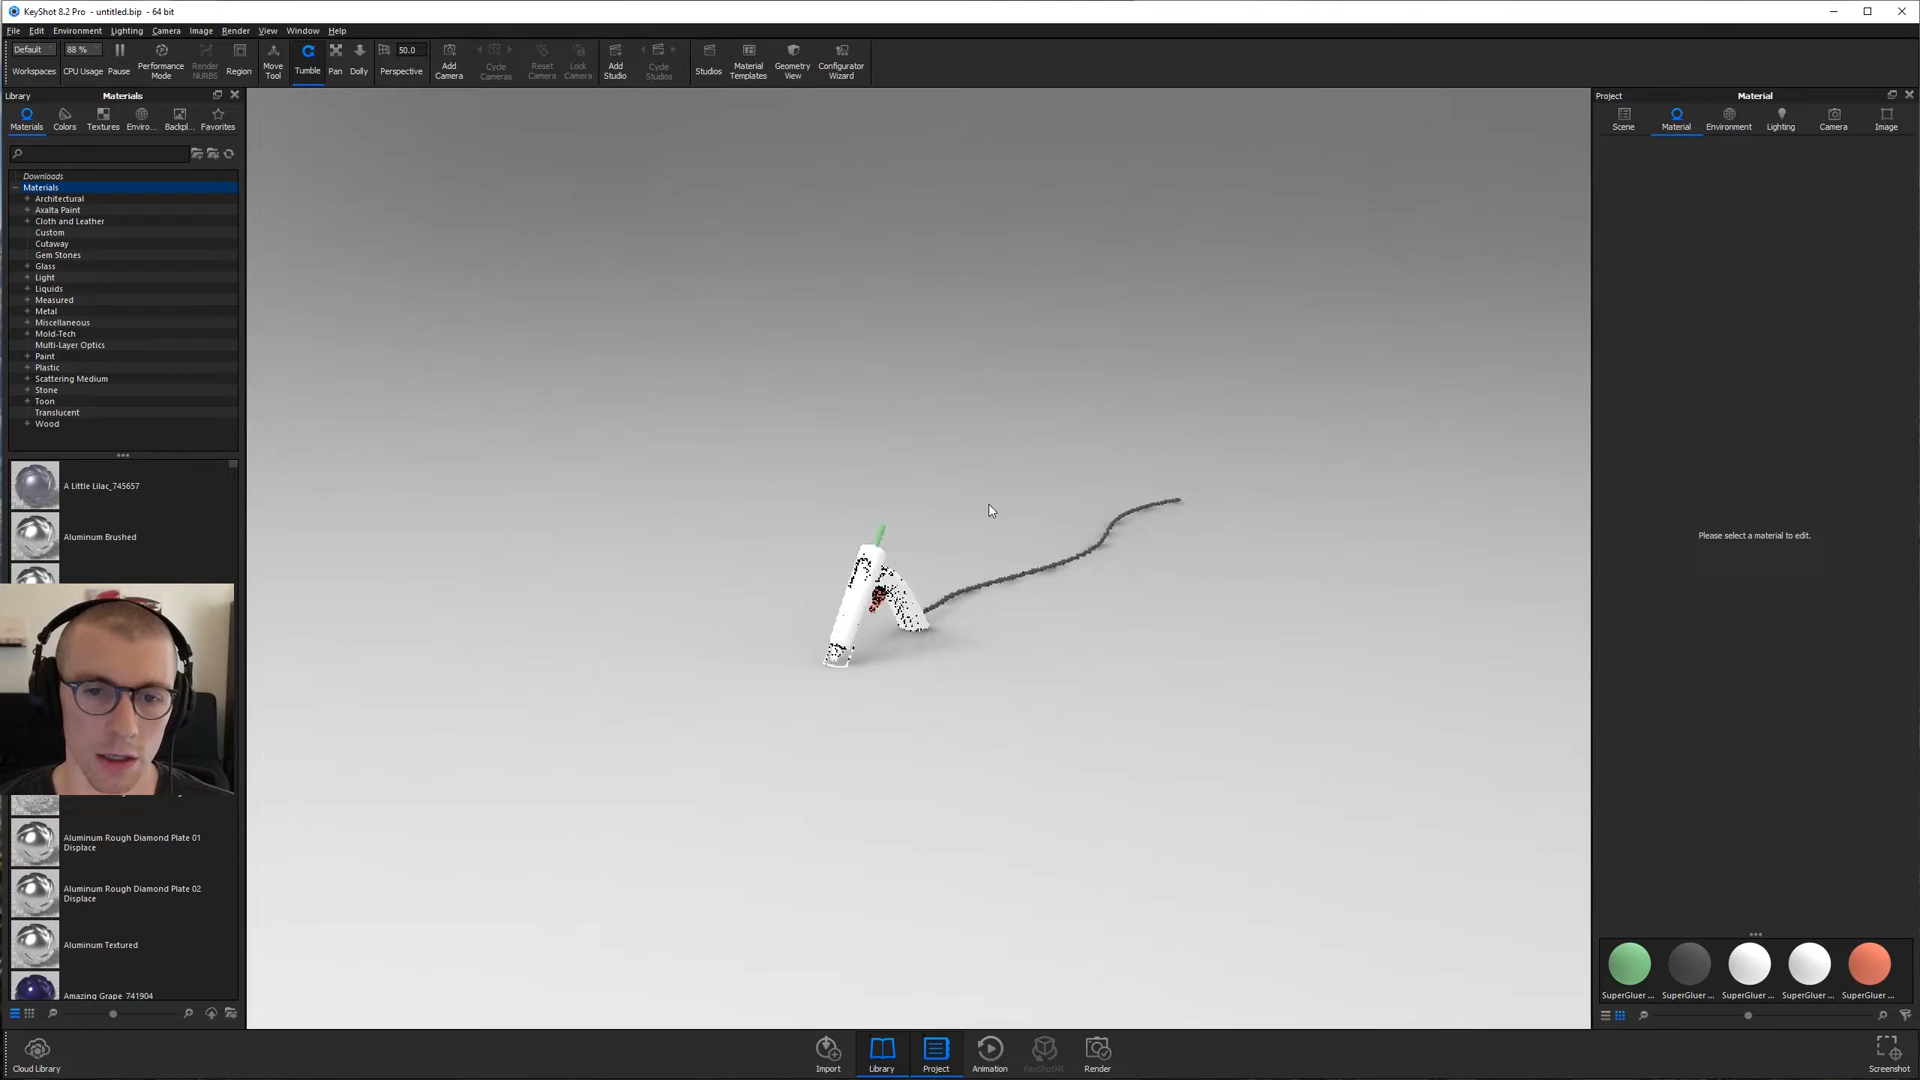 KeyShot 8.2 Pro - untitled.bip - 64 bit
File Edit Environment Lighting Camera Image Render View Window Help
Default 88 % 50.0
Workspaces CPU Usage Pause Performance Mode Render NURBS Region Move Tool Tumble Pan Dolly Perspective Add Camera Cycle Cameras Reset Camera Lock Camera Add Studio Cycle Studios Studios Material Templates Geometry View Configurator Wizard
Library Materials
Materials Colors Textures Enviro... Backpl... Favorites
Downloads
Materials
Architectural
Axalta Paint
Cloth and Leather
Custom
Cutaway
Gem Stones
Glass
Light
Liquids
Measured
Metal
Miscellaneous
Mold-Tech
Multi-Layer Optics
Paint
Plastic
Scattering Medium
Stone
Toon
Translucent
Wood
A Little Lilac_745657
Aluminum Brushed
Aluminum Rough Diamond Plate 01
Displace
Aluminum Rough Diamond Plate 02
Displace
Aluminum Textured
Amazing Grape_741904
Project Material
Scene Material Environment Lighting Camera Image
Please select a material to edit.
SuperGluer ... SuperGluer ... SuperGluer ... SuperGluer ... SuperGluer ...
Cloud Library Import Library Project Animation KeyShotXR Render Screenshot